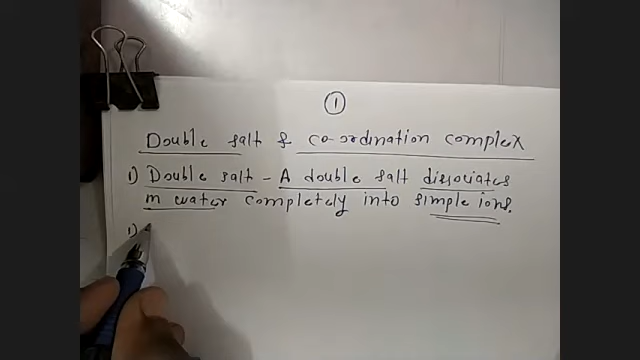 1
Double salt & co-ordination complex
1) Double salt - A double salt dissociates
in water completely into simple ions.
1)